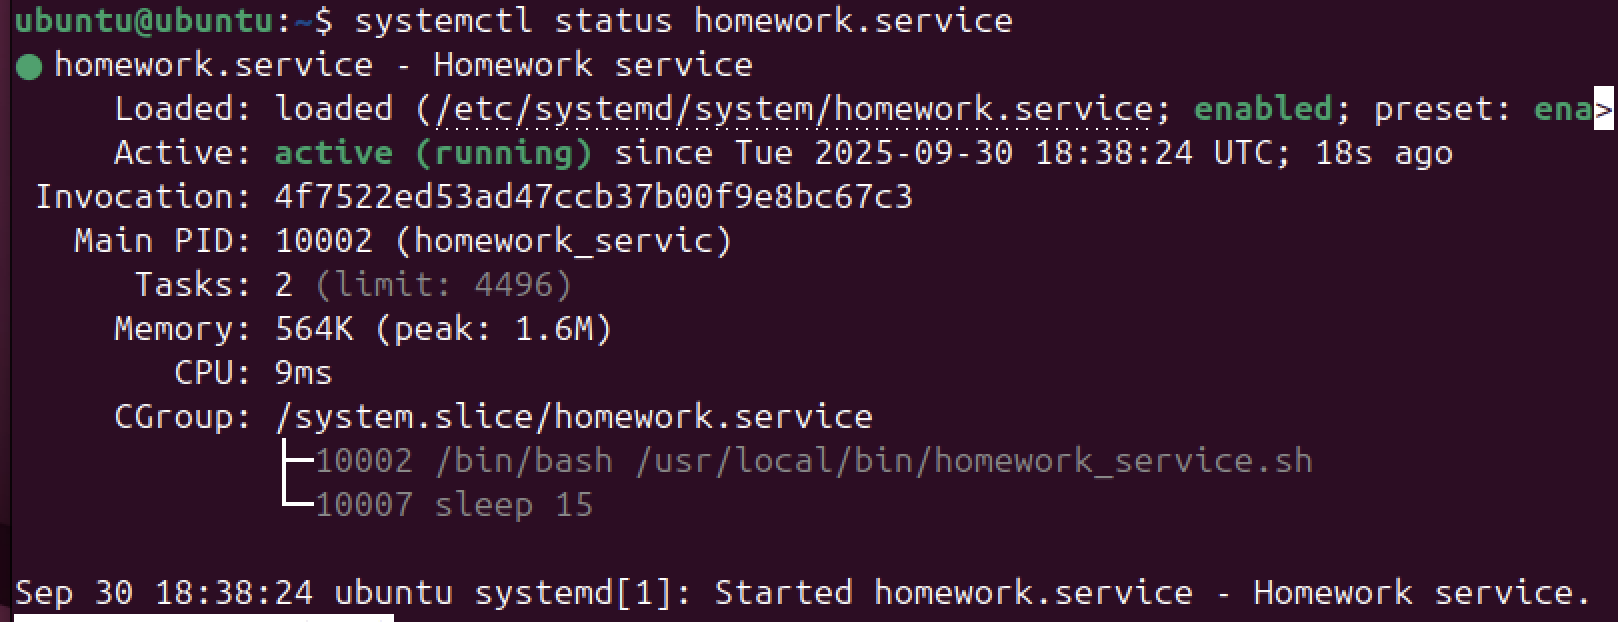 ubuntu@ubuntu:~$ systemctl status homework.service
● homework.service - Homework service
Loaded: loaded (/etc/systemd/system/homework.service; enabled; preset: ena>
Active: active (running) since Tue 2025-09-30 18:38:24 UTC; 18s ago
Invocation: 4f7522ed53ad47ccb37b00f9e8bc67c3
Main PID: 10002 (homework_servic)
Tasks: 2 (limit: 4496)
Memory: 564K (peak: 1.6M)
CPU: 9ms
CGroup: /system.slice/homework.service
├─10002 /bin/bash /usr/local/bin/homework_service.sh
└─10007 sleep 15
Sep 30 18:38:24 ubuntu systemd[1]: Started homework.service - Homework service.